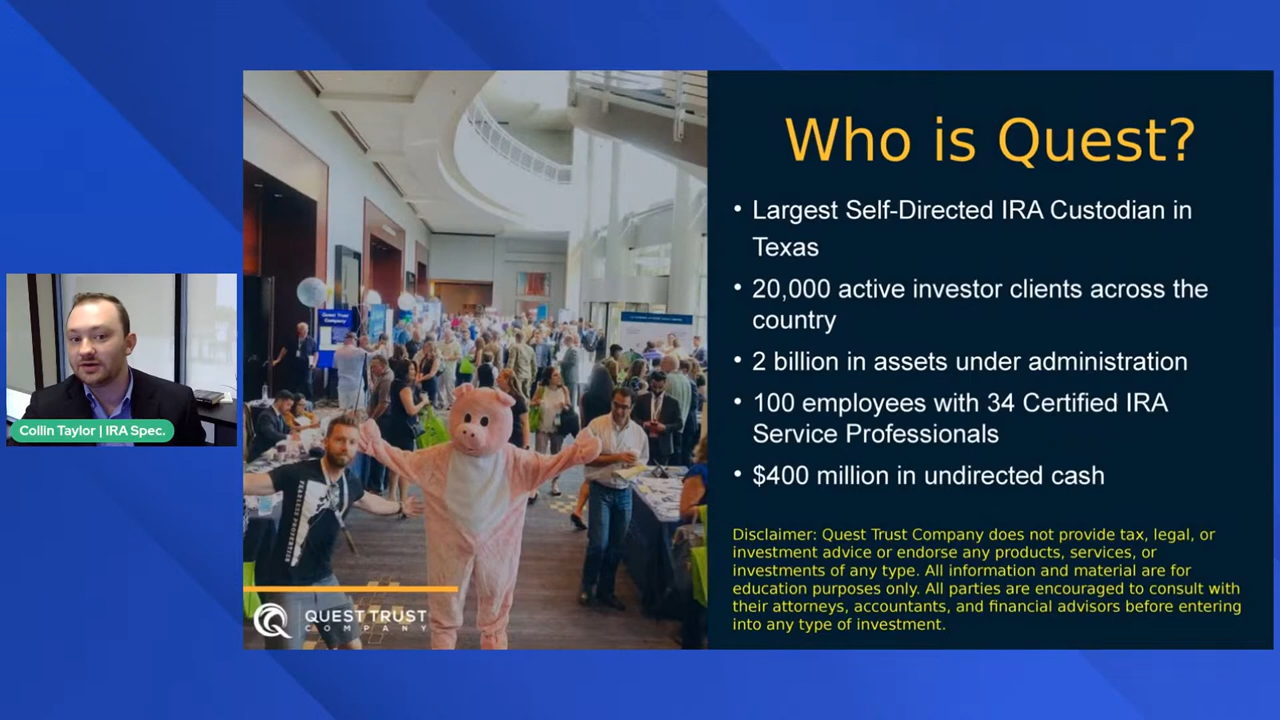 Who is Quest?
• Largest Self-Directed IRA Custodian in
Texas
• 20,000 active investor clients across the
country
• 2 billion in assets under administration
• 100 employees with 34 Certified IRA
Service Professionals
• $400 million in undirected cash
Disclaimer: Quest Trust Company does not provide tax, legal, or
investment advice or endorse any products, services, or
investments of any type. All information and material are for
education purposes only. All parties are encouraged to consult with
their attorneys, accountants, and financial advisors before entering
into any type of investment.
Collin Taylor | IRA Spec.
Quest Trust
Company
FEARLESS PROPERTIES
QUEST TRUST
COMPANY